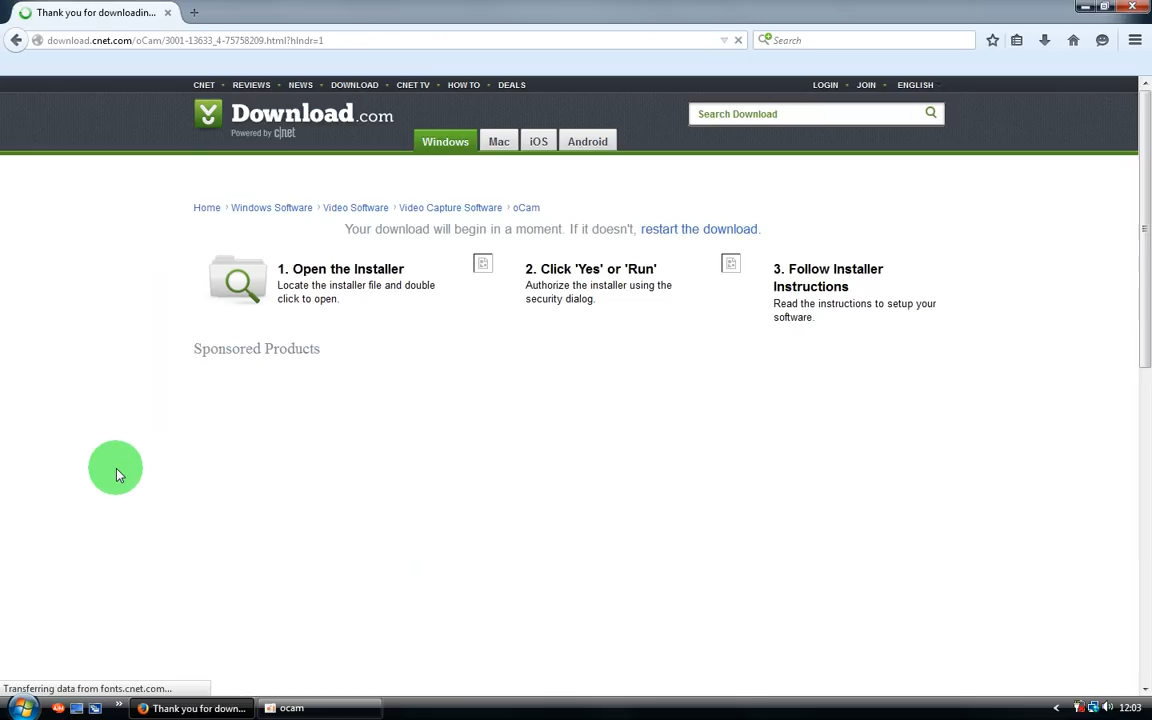 Thank you for downloadin...
download.cnet.com/oCam/3001-13633_4-75758209.html?hlndr=1
Search
CNET REVIEWS NEWS DOWNLOAD CNET TV HOW TO DEALS
LOGIN JOIN ENGLISH
Download.com
Powered by c|net
Search Download
Windows Mac iOS Android
Home › Windows Software › Video Software › Video Capture Software › oCam
Your download will begin in a moment. If it doesn't, restart the download.
1. Open the Installer
Locate the installer file and double
click to open.
2. Click 'Yes' or 'Run'
Authorize the installer using the
security dialog.
3. Follow Installer
Instructions
Read the instructions to setup your
software.
Sponsored Products
Transferring data from fonts.cnet.com...
Thank you for down...
ocam
12:03